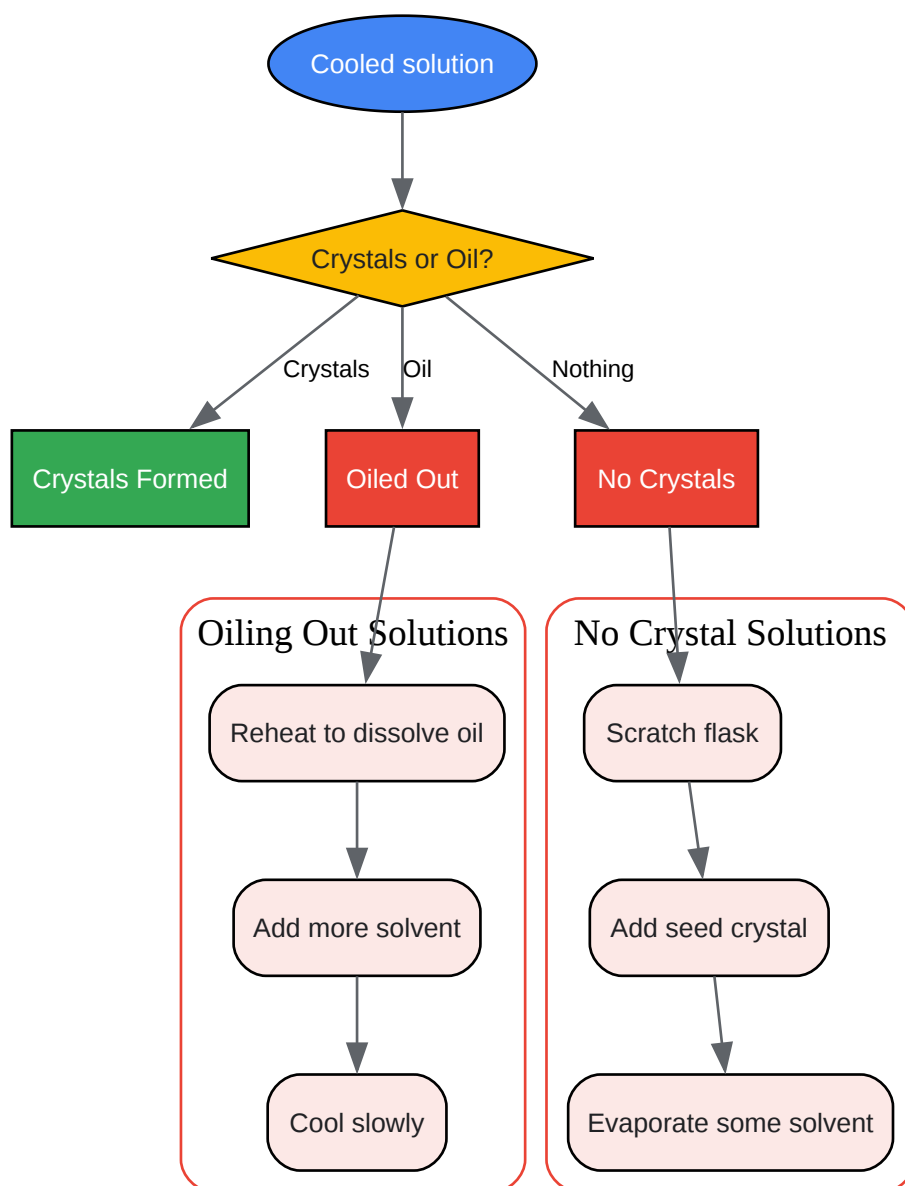 Cooled solution
Crystals or Oil?
Crystals
Oil
Nothing
Crystals Formed
Oiled Out
No Crystals
Oiling Out Solutions
No Crystal Solutions
Reheat to dissolve oil
Scratch flask
Add more solvent
Add seed crystal
Cool slowly
Evaporate some solvent